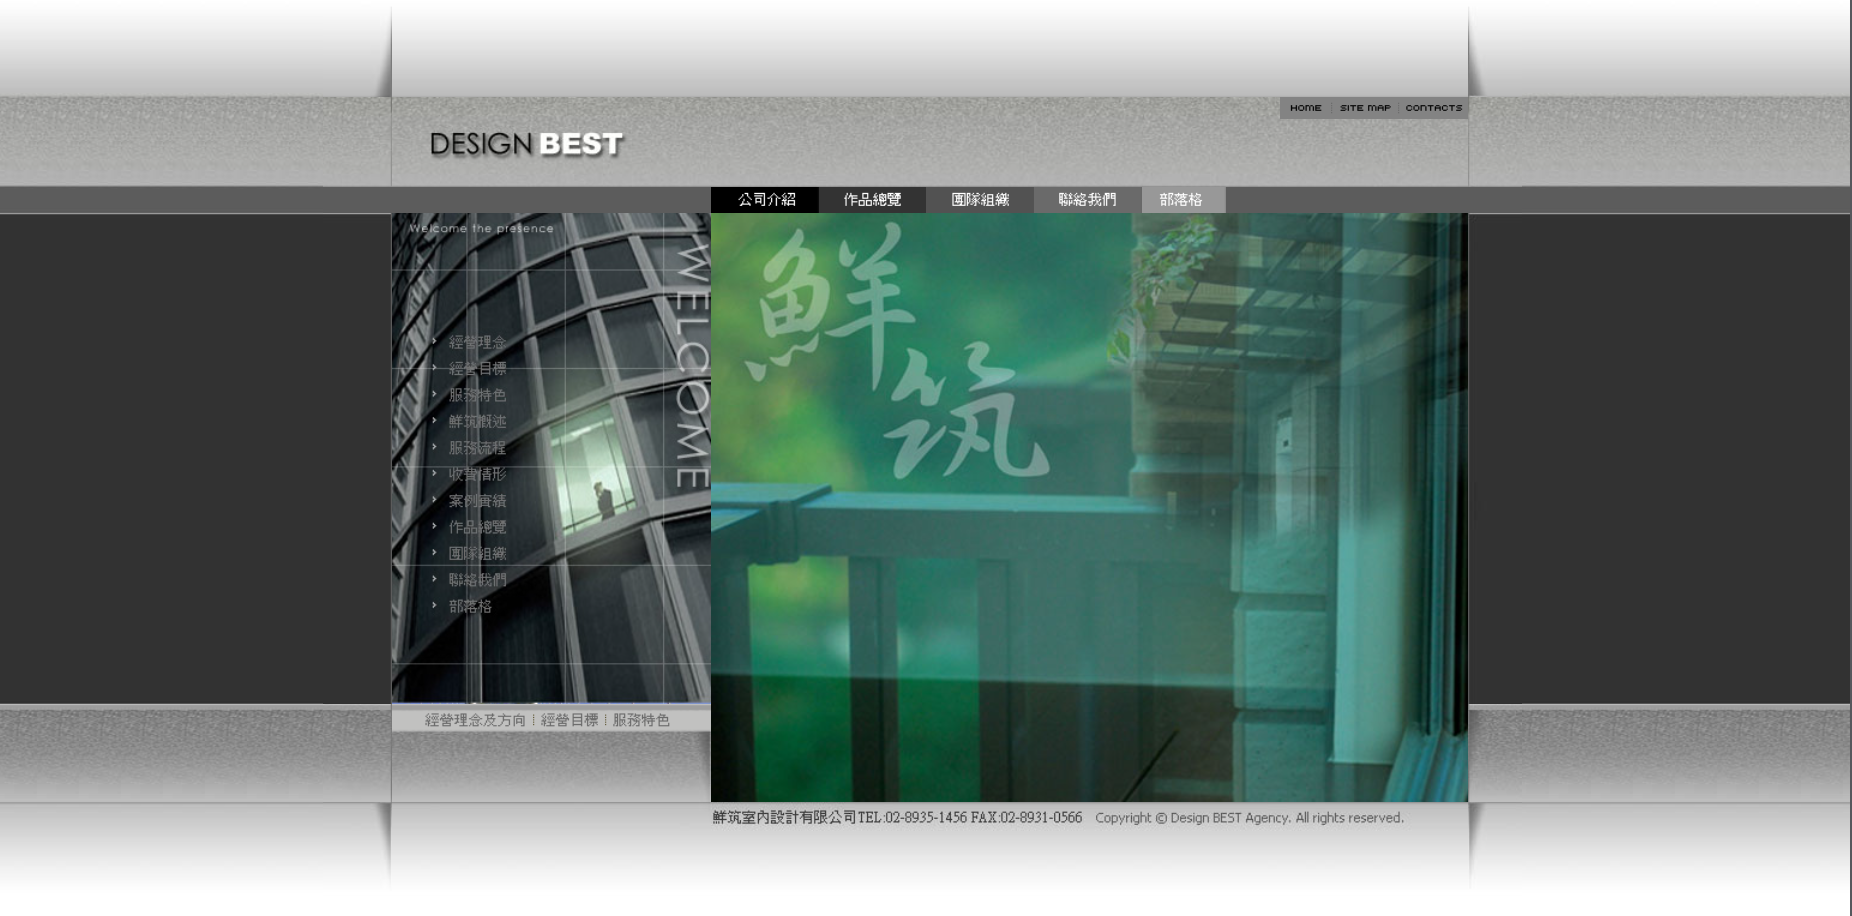 HOME SITE MAP CONTACTS
DESIGN BEST
公司介紹 作品總覽 團隊組織 聯絡我們 部落格
Welcome the presence
WELCOME
鮮筑
經營理念
經營目標
服務特色
鮮筑概述
服務流程
收費情形
案例實績
作品總覽
團隊組織
聯絡我們
部落格
經營理念及方向 | 經營目標 | 服務特色
鮮筑室內設計有限公司TEL:02-8935-1456 FAX:02-8931-0566 Copyright © Design BEST Agency. All rights reserved.